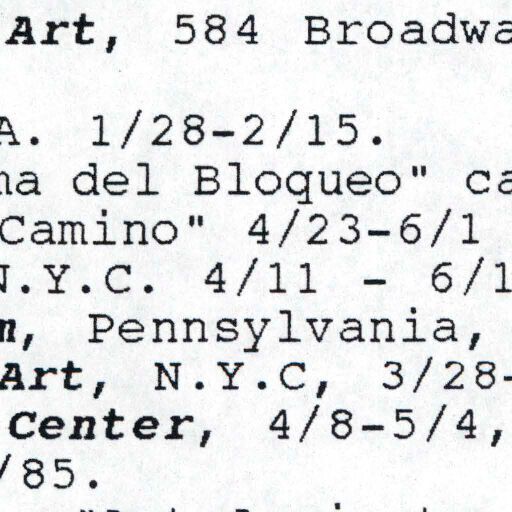 Art, 584 Broadwa
A. 1/28-2/15.
na del Bloqueo" ca
Camino" 4/23-6/1
N.Y.C. 4/11 - 6/1
m, Pennsylvania,
Art, N.Y.C, 3/28-
Center, 4/8-5/4,
/85.